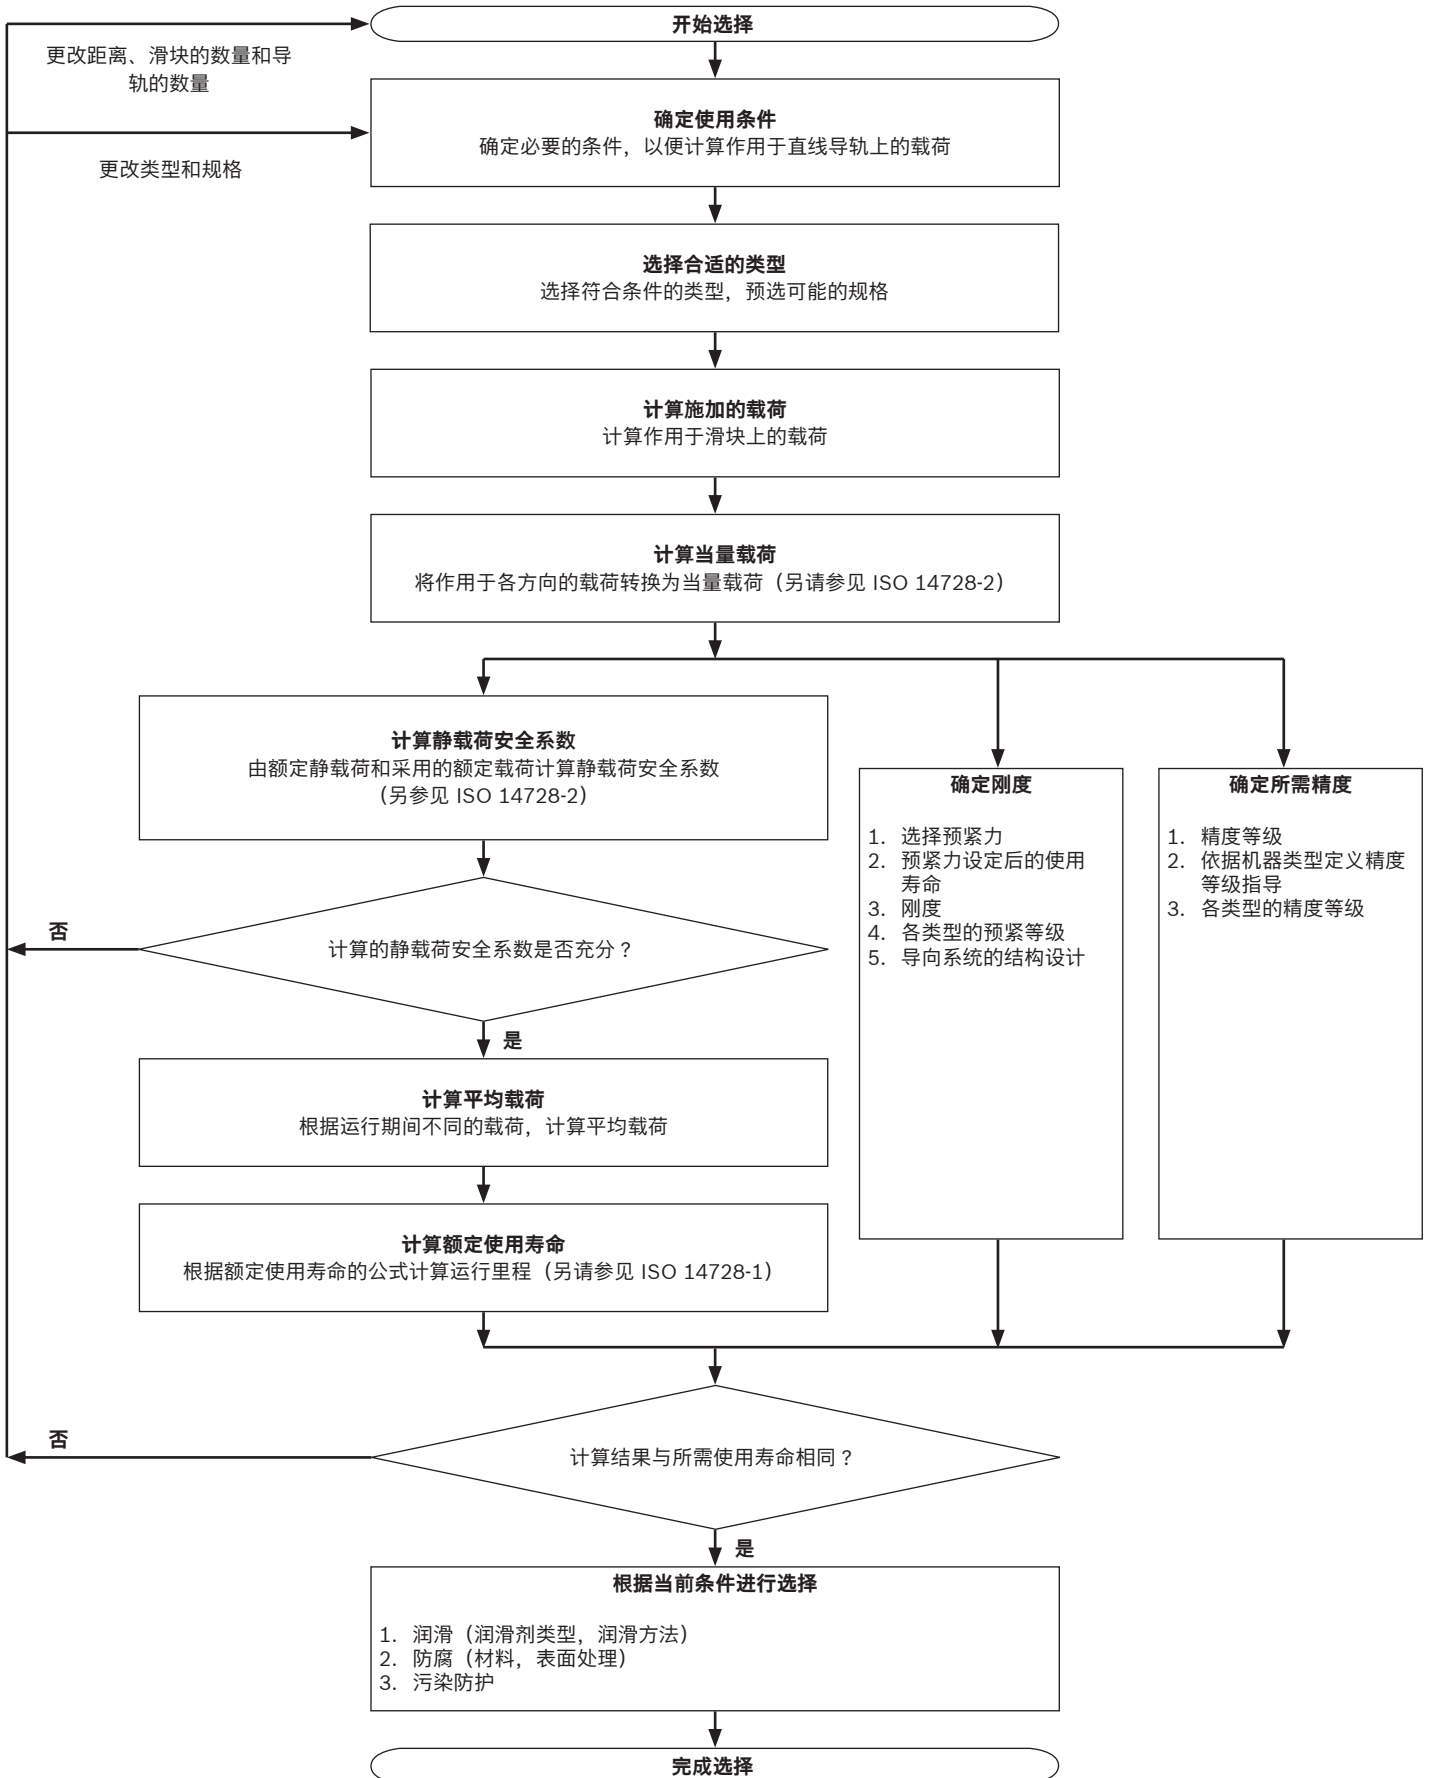 开始选择
更改距离、滑块的数量和导
轨的数量
确定使用条件
确定必要的条件，以便计算作用于直线导轨上的载荷
更改类型和规格
选择合适的类型
选择符合条件的类型，预选可能的规格
计算施加的载荷
计算作用于滑块上的载荷
计算当量载荷
将作用于各方向的载荷转换为当量载荷（另请参见 ISO 14728-2）
计算静载荷安全系数
由额定静载荷和采用的额定载荷计算静载荷安全系数
（另参见 ISO 14728-2）
否
计算的静载荷安全系数是否充分？
是
计算平均载荷
根据运行期间不同的载荷，计算平均载荷
计算额定使用寿命
根据额定使用寿命的公式计算运行里程（另请参见 ISO 14728-1）
确定刚度
1. 选择预紧力
2. 预紧力设定后的使用
寿命
3. 刚度
4. 各类型的预紧等级
5. 导向系统的结构设计
确定所需精度
1. 精度等级
2. 依据机器类型定义精度
等级指导
3. 各类型的精度等级
否
计算结果与所需使用寿命相同？
是
根据当前条件进行选择
1. 润滑（润滑剂类型，润滑方法）
2. 防腐（材料，表面处理）
3. 污染防护
完成选择